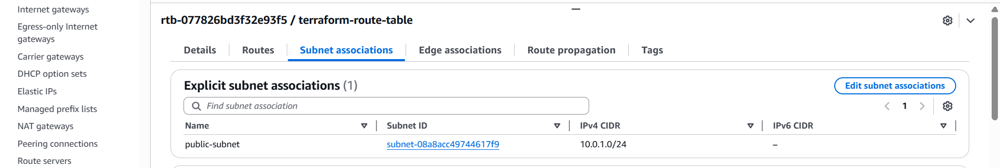 Internet gateways
Egress-only Internet
gateways
Carrier gateways
DHCP option sets
Elastic IPs
Managed prefix lists
NAT gateways
Peering connections
Route servers
rtb-077826bd3f32e93f5 / terraform-route-table
Details Routes Subnet associations Edge associations Route propagation Tags
Explicit subnet associations (1)
Edit subnet associations
Find subnet association
1
Name Subnet ID IPv4 CIDR IPv6 CIDR
public-subnet subnet-08a8acc49744617f9 10.0.1.0/24 –